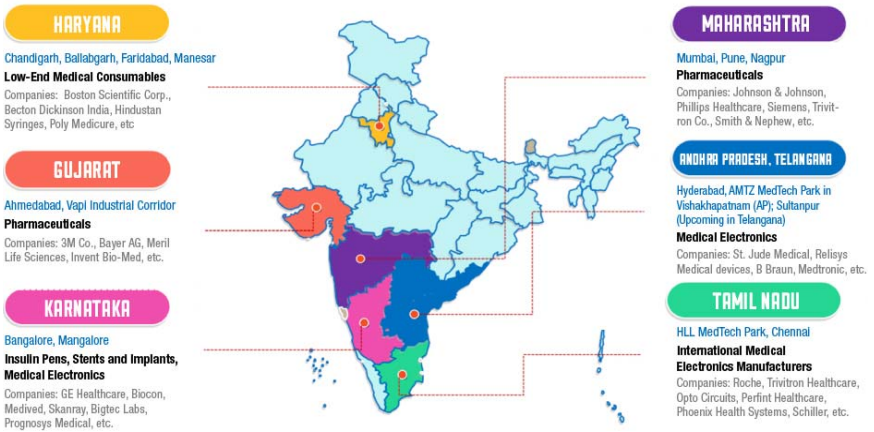 HARYANA
Chandigarh, Ballabgarh, Faridabad, Manesar
Low-End Medical Consumables
Companies: Boston Scientific Corp.,
Becton Dickinson India, Hindustan
Syringes, Poly Medicure, etc
GUJARAT
Ahmedabad, Vapi Industrial Corridor
Pharmaceuticals
Companies: 3M Co., Bayer AG, Meril
Life Sciences, Invent Bio-Med, etc.
KARNATAKA
Bangalore, Mangalore
Insulin Pens, Stents and Implants,
Medical Electronics
Companies: GE Healthcare, Biocon,
Medived, Skanray, Bigtec Labs,
Prognosys Medical, etc.
MAHARASHTRA
Mumbai, Pune, Nagpur
Pharmaceuticals
Companies: Johnson & Johnson,
Phillips Healthcare, Siemens, Trivit-
ron Co., Smith & Nephew, etc.
ANDHRA PRADESH, TELANGANA
Hyderabad, AMTZ MedTech Park in
Vishakhapatnam (AP); Sultanpur
(Upcoming in Telangana)
Medical Electronics
Companies: St. Jude Medical, Relisys
Medical devices, B Braun, Medtronic, etc.
TAMIL NADU
HLL MedTech Park, Chennai
International Medical
Electronics Manufacturers
Companies: Roche, Trivitron Healthcare,
Opto Circuits, Perfint Healthcare,
Phoenix Health Systems, Schiller, etc.